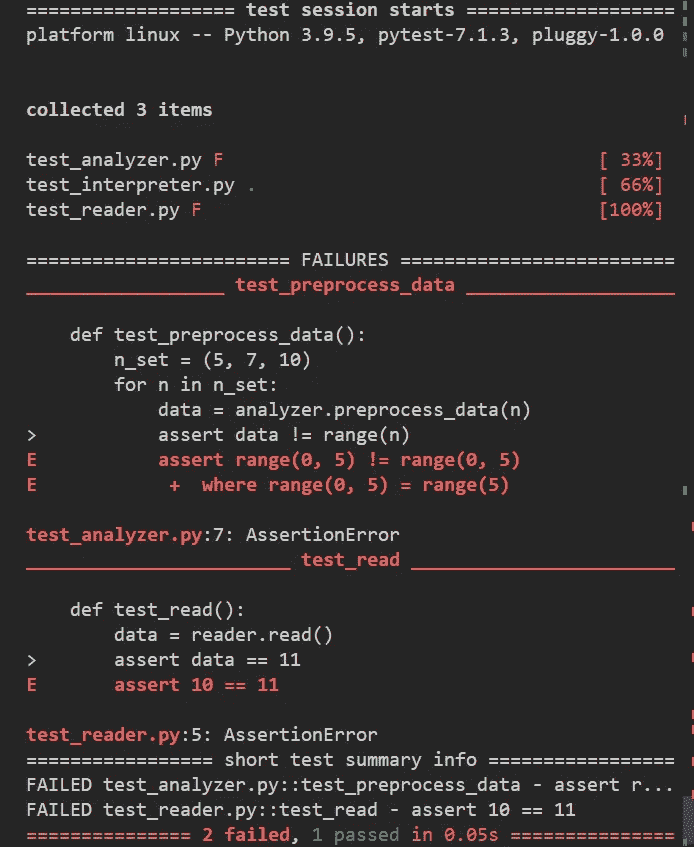 =================== test session starts ===================
platform linux -- Python 3.9.5, pytest-7.1.3, pluggy-1.0.0
collected 3 items
test_analyzer.py F [ 33%]
test_interpreter.py . [ 66%]
test_reader.py F [100%]
======================== FAILURES =========================
__________________ test_preprocess_data ___________________
    def test_preprocess_data():
        n_set = (5, 7, 10)
        for n in n_set:
            data = analyzer.preprocess_data(n)
>           assert data != range(n)
E           assert range(0, 5) != range(0, 5)
E            +  where range(0, 5) = range(5)
test_analyzer.py:7: AssertionError
________________________ test_read ________________________
    def test_read():
        data = reader.read()
>       assert data == 11
E       assert 10 == 11
test_reader.py:5: AssertionError
================= short test summary info =================
FAILED test_analyzer.py::test_preprocess_data - assert r...
FAILED test_reader.py::test_read - assert 10 == 11
=============== 2 failed, 1 passed in 0.05s ===============